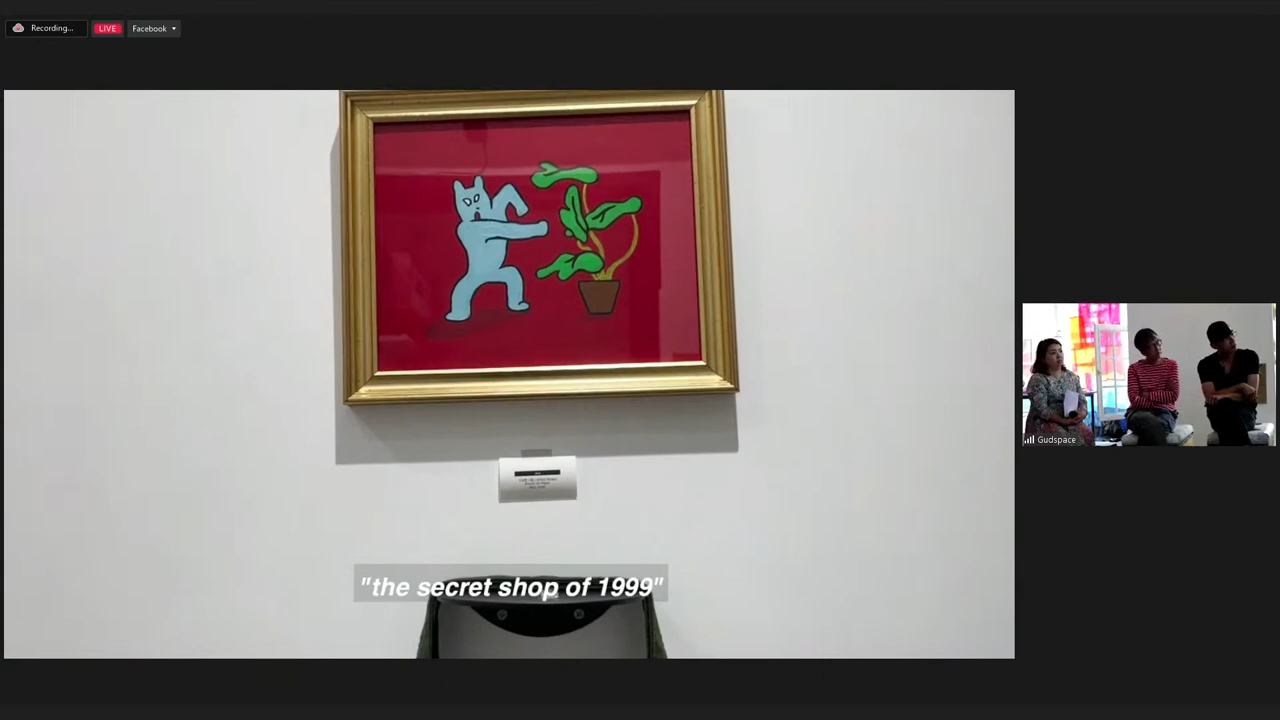 Recording...
LIVE
Facebook
Gudspace
"the secret shop of 1999"